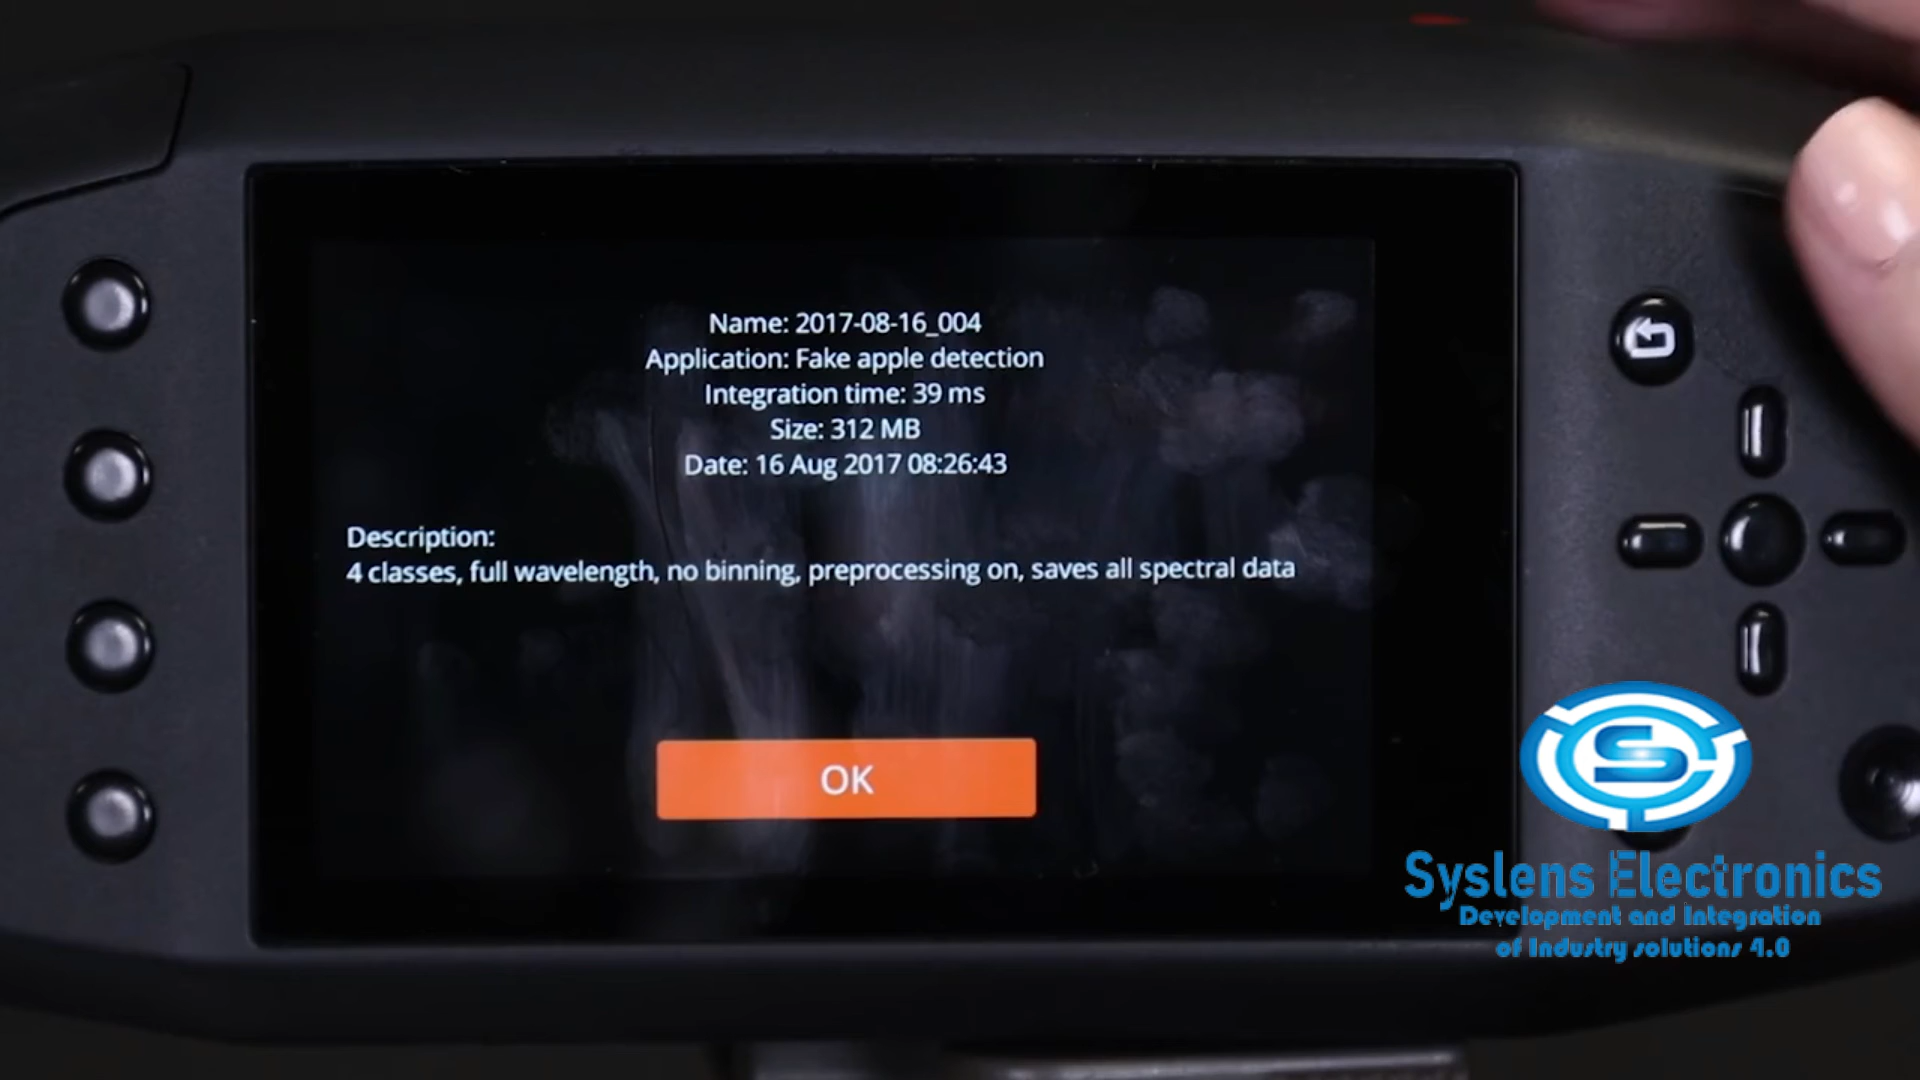 Name: 2017-08-16_004
Application: Fake apple detection
Integration time: 39 ms
Size: 312 MB
Date: 16 Aug 2017 08:26:43
Description:
4 classes, full wavelength, no binning, preprocessing on, saves all spectral data
OK
S
Syslens Electronics
Development and Integration
of Industry solutions 4.0